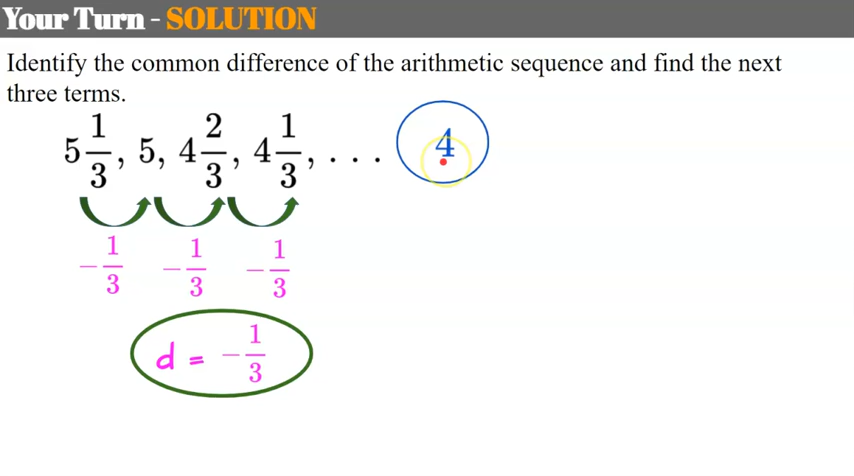 Your Turn - SOLUTION
Identify the common difference of the arithmetic sequence and find the next
three terms.
5 1/3, 5, 4 2/3, 4 1/3, . . . 4
-1/3 -1/3 -1/3
d = -1/3